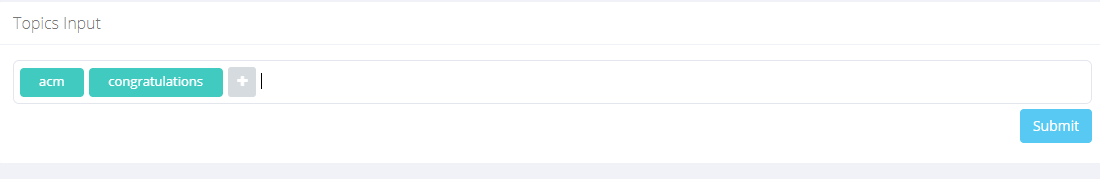 Topics Input
acm congratulations +
Submit